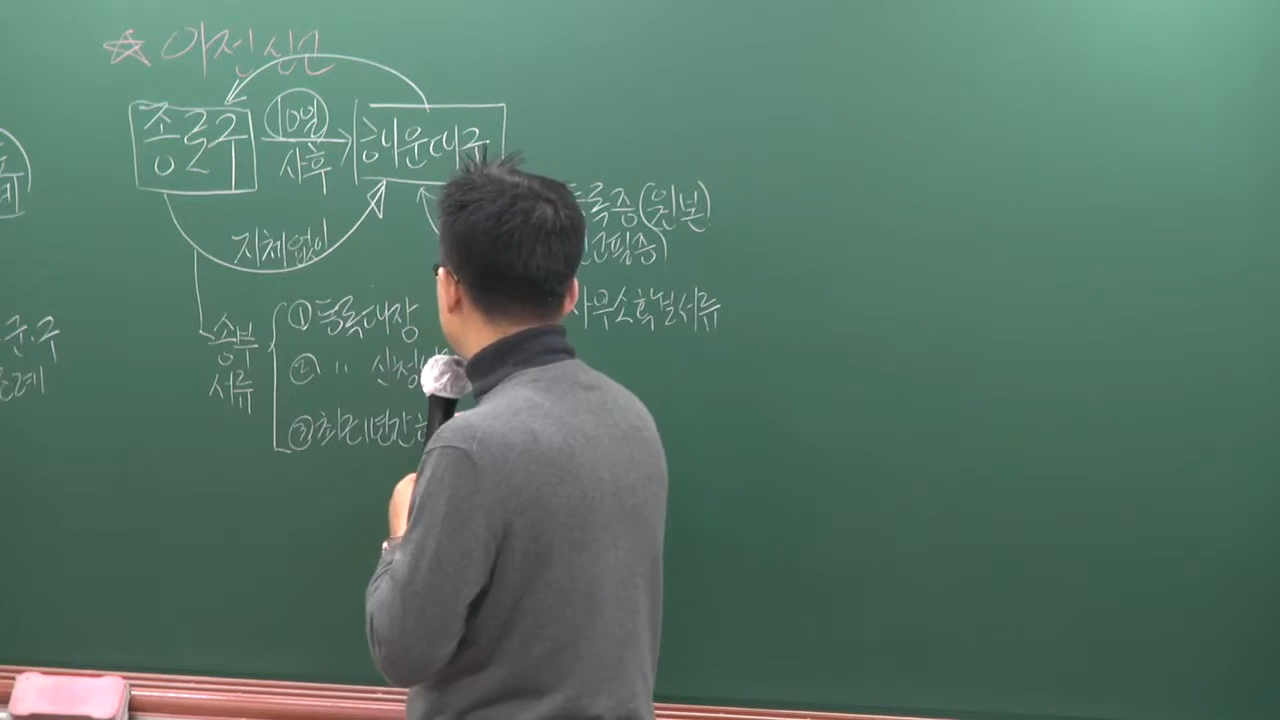 ☆ 이전신고
종로구
10일
사후
해운대구
지체없이
등록증(원본)
사무소확보서류
군·구
송부
서류
① 등록대장
② 〃 신청
③ 최근1년간